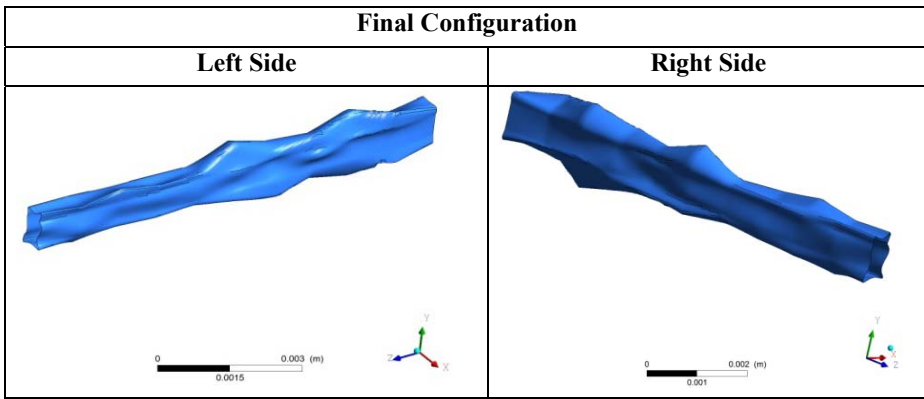 Final Configuration
Left Side
Right Side
Y
Z
X
0
0.003 (m)
0.0015
Y
X
Z
0
0.002 (m)
0.001